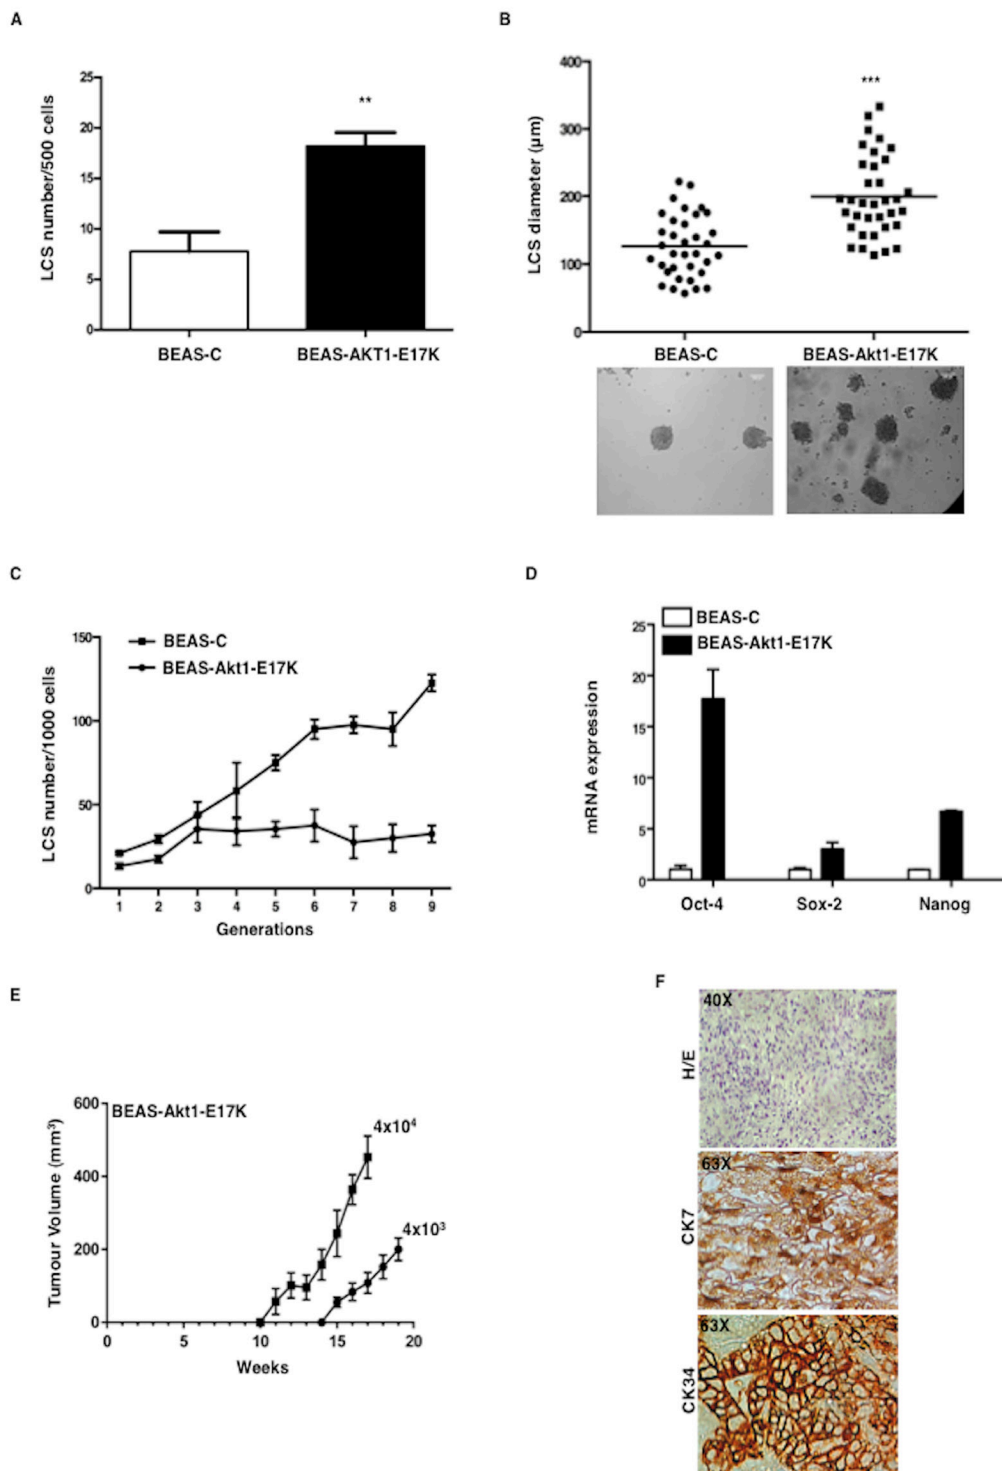 A
LCS number/500 cells
25
20
15
10
5
0
**
BEAS-C
BEAS-AKT1-E17K
B
LCS diameter (µm)
400
300
200
100
0
***
BEAS-C
BEAS-Akt1-E17K
C
LCS number/1000 cells
150
100
50
0
BEAS-C
BEAS-Akt1-E17K
1 2 3 4 5 6 7 8 9
Generations
D
mRNA expression
25
20
15
10
5
0
BEAS-C
BEAS-Akt1-E17K
Oct-4 Sox-2 Nanog
E
Tumour Volume (mm³)
600
400
200
0
BEAS-Akt1-E17K
4x10⁴
4x10³
0 5 10 15 20
Weeks
F
H/E
40X
CK7
63X
CK34
63X